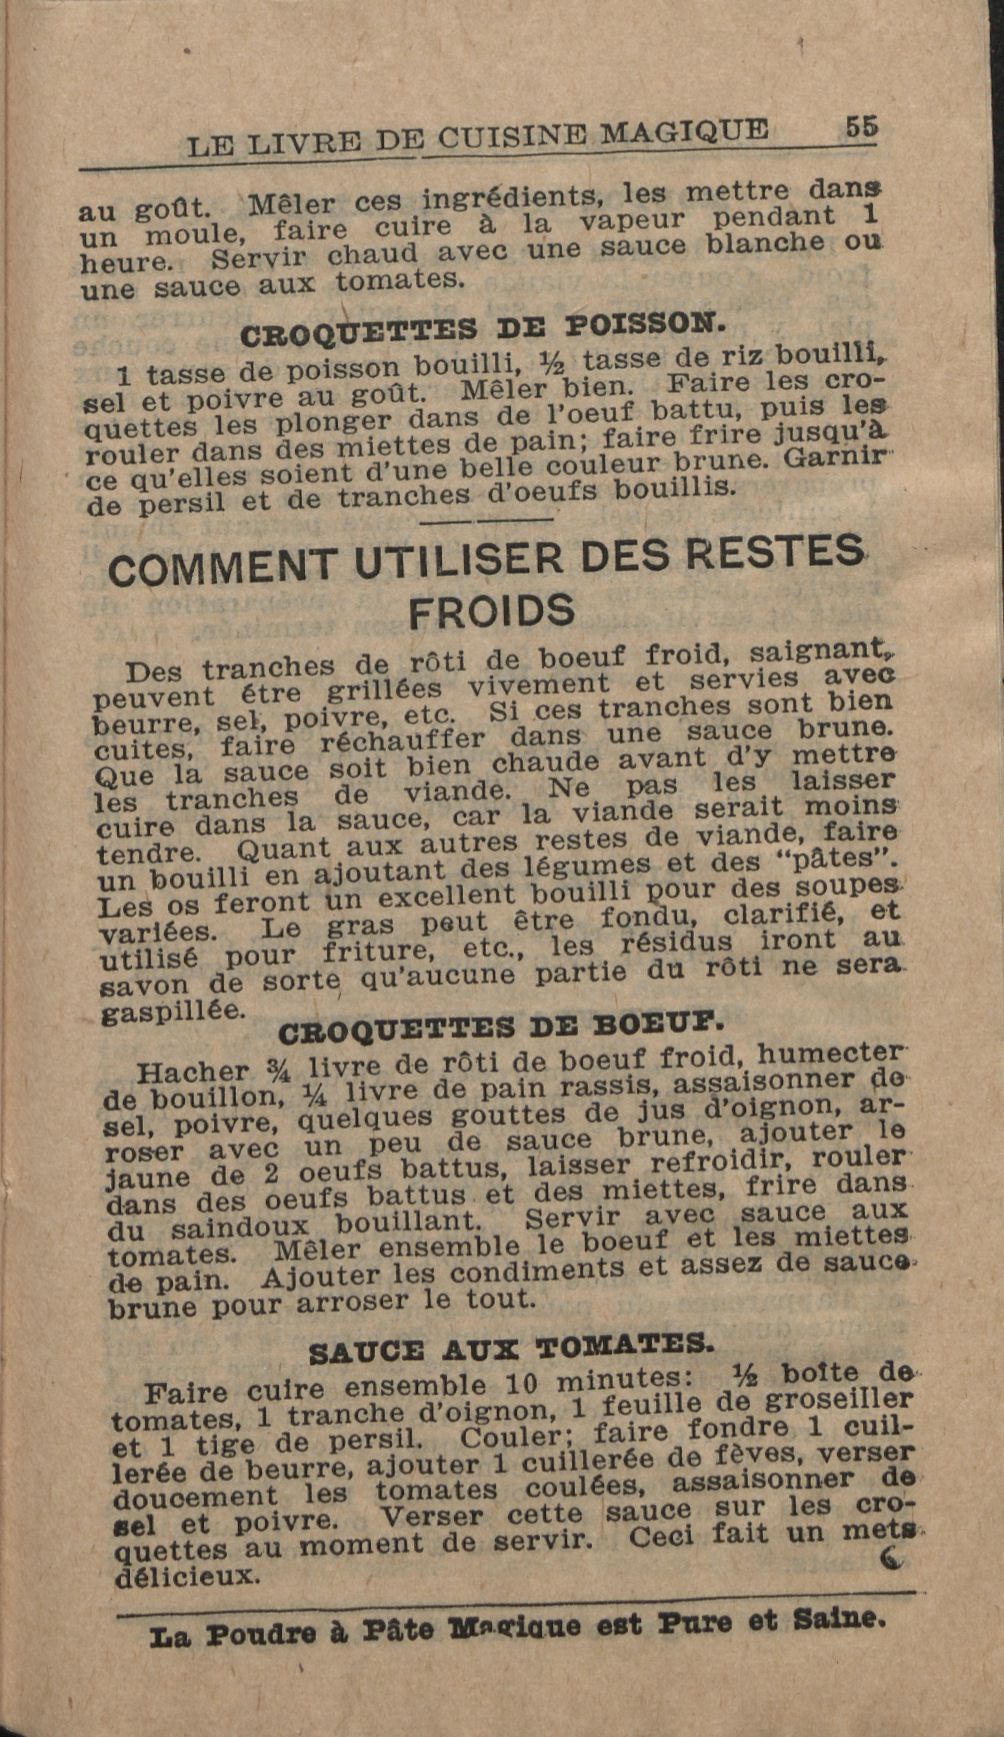 LE LIVRE DE CUISINE MAGIQUE 55
au goût. Mêler ces ingrédients, les mettre dans
un moule, faire cuire à la vapeur pendant 1
heure. Servir chaud avec une sauce blanche ou
une sauce aux tomates.
CROQUETTES DE POISSON.
1 tasse de poisson bouilli, ½ tasse de riz bouilli,
sel et poivre au goût. Mêler bien. Faire les cro-
quettes les plonger dans de l'oeuf battu, puis les
rouler dans des miettes de pain; faire frire jusqu'à
ce qu'elles soient d'une belle couleur brune. Garnir
de persil et de tranches d'oeufs bouillis.
COMMENT UTILISER DES RESTES
FROIDS
Des tranches de rôti de boeuf froid, saignant,
peuvent étre grillées vivement et servies avec
beurre, sel, poivre, etc. Si ces tranches sont bien
cuites, faire réchauffer dans une sauce brune.
Que la sauce soit bien chaude avant d'y mettre
les tranches de viande. Ne pas les laisser
cuire dans la sauce, car la viande serait moins
tendre. Quant aux autres restes de viande, faire
un bouilli en ajoutant des légumes et des "pâtes".
Les os feront un excellent bouilli pour des soupes
variées. Le gras peut être fondu, clarifié, et
utilisé pour friture, etc., les résidus iront au
savon de sorte qu'aucune partie du rôti ne sera
gaspillée.
CROQUETTES DE BOEUF.
Hacher ¾ livre de rôti de boeuf froid, humecter
de bouillon, ¼ livre de pain rassis, assaisonner de
sel, poivre, quelques gouttes de jus d'oignon, ar-
roser avec un peu de sauce brune, ajouter le
jaune de 2 oeufs battus, laisser refroidir, rouler
dans des oeufs battus et des miettes, frire dans
du saindoux bouillant. Servir avec sauce aux
tomates. Mêler ensemble le boeuf et les miettes
de pain. Ajouter les condiments et assez de sauce
brune pour arroser le tout.
SAUCE AUX TOMATES.
Faire cuire ensemble 10 minutes: ½ boîte de
tomates, 1 tranche d'oignon, 1 feuille de groseiller
et 1 tige de persil. Couler; faire fondre 1 cuil-
lerée de beurre, ajouter 1 cuillerée de fèves, verser
doucement les tomates coulées, assaisonner de
sel et poivre. Verser cette sauce sur les cro-
quettes au moment de servir. Ceci fait un mets
délicieux.
La Poudre à Pâte Magique est Pure et Saine.